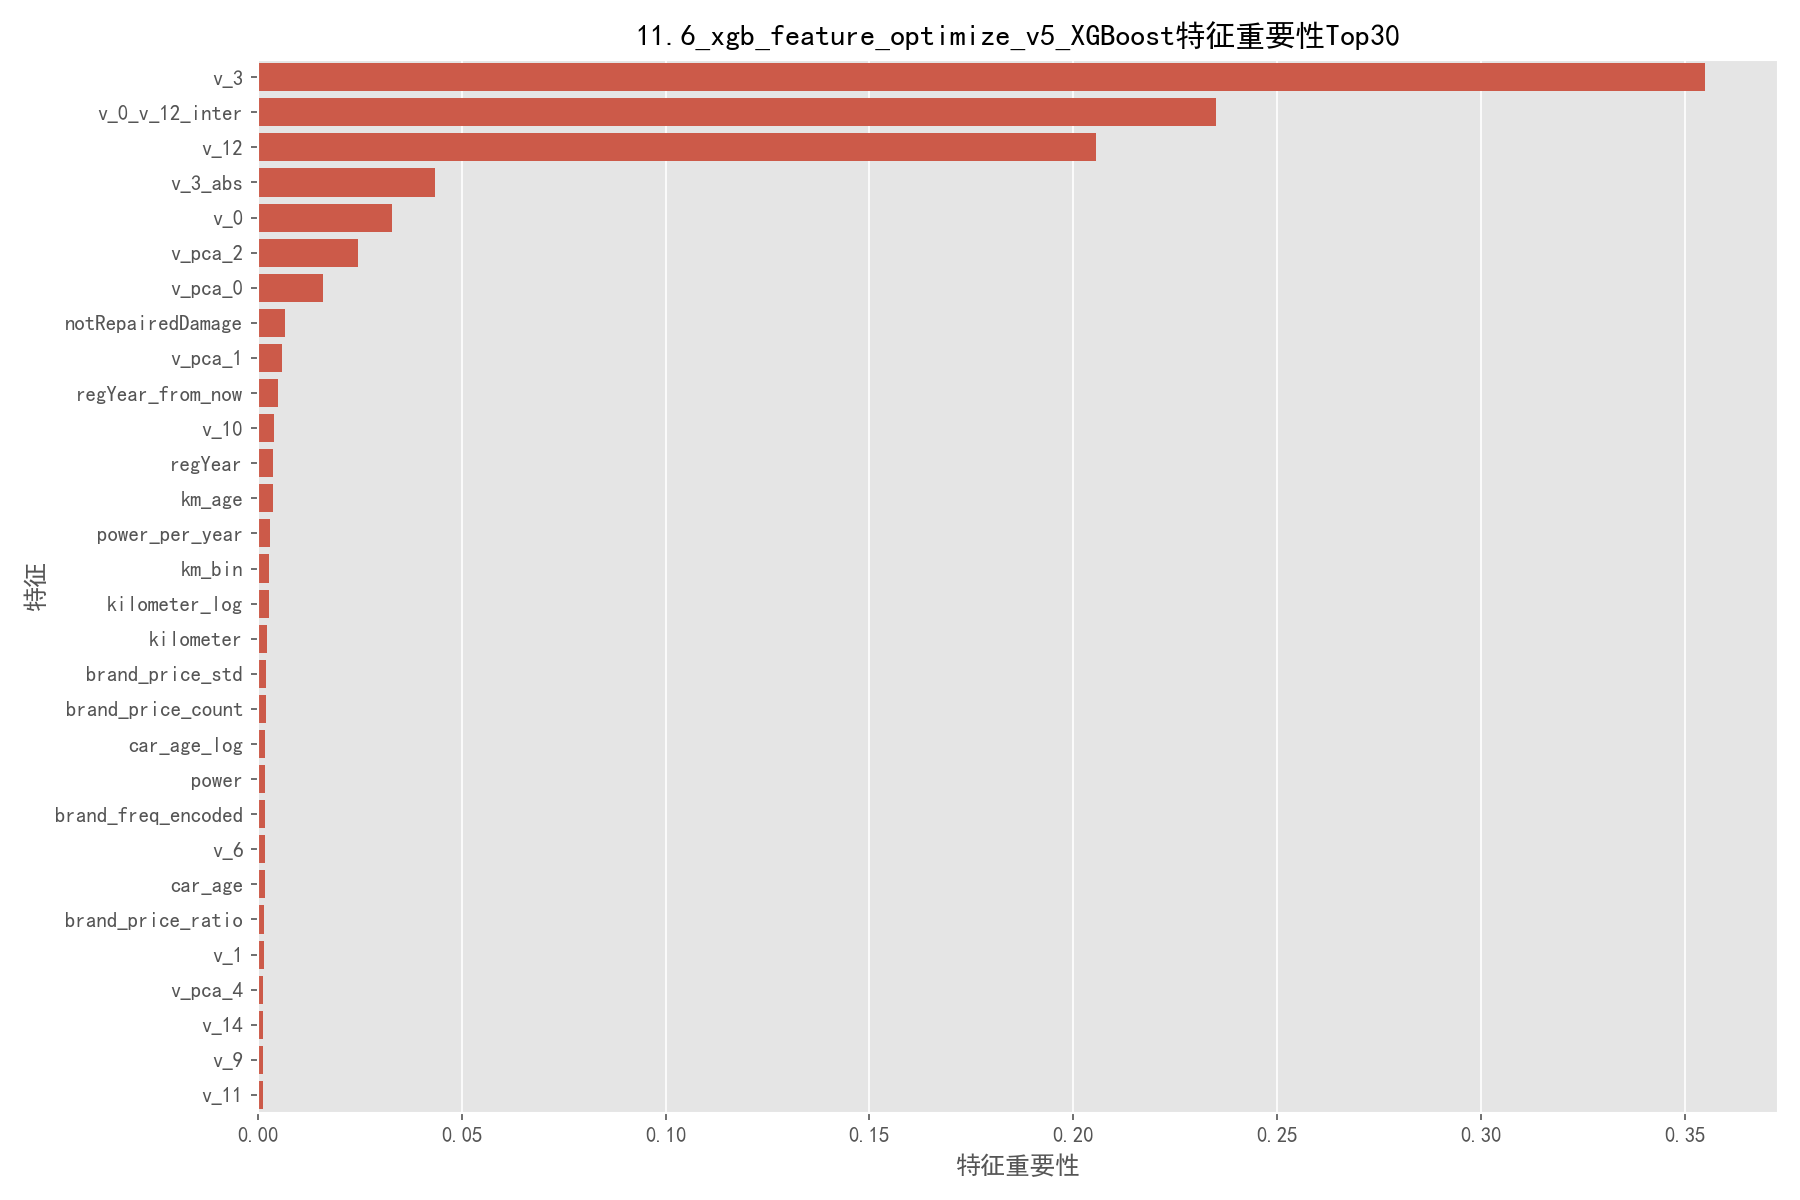 11.6_xgb_feature_optimize_v5_XGBoost特征重要性Top30
v_3
v_0_v_12_inter
v_12
v_3_abs
v_0
v_pca_2
v_pca_0
notRepairedDamage
v_pca_1
regYear_from_now
v_10
regYear
km_age
power_per_year
km_bin
kilometer_log
kilometer
brand_price_std
brand_price_count
car_age_log
power
brand_freq_encoded
v_6
car_age
brand_price_ratio
v_1
v_pca_4
v_14
v_9
v_11
特征
0.00 0.05 0.10 0.15 0.20 0.25 0.30 0.35
特征重要性